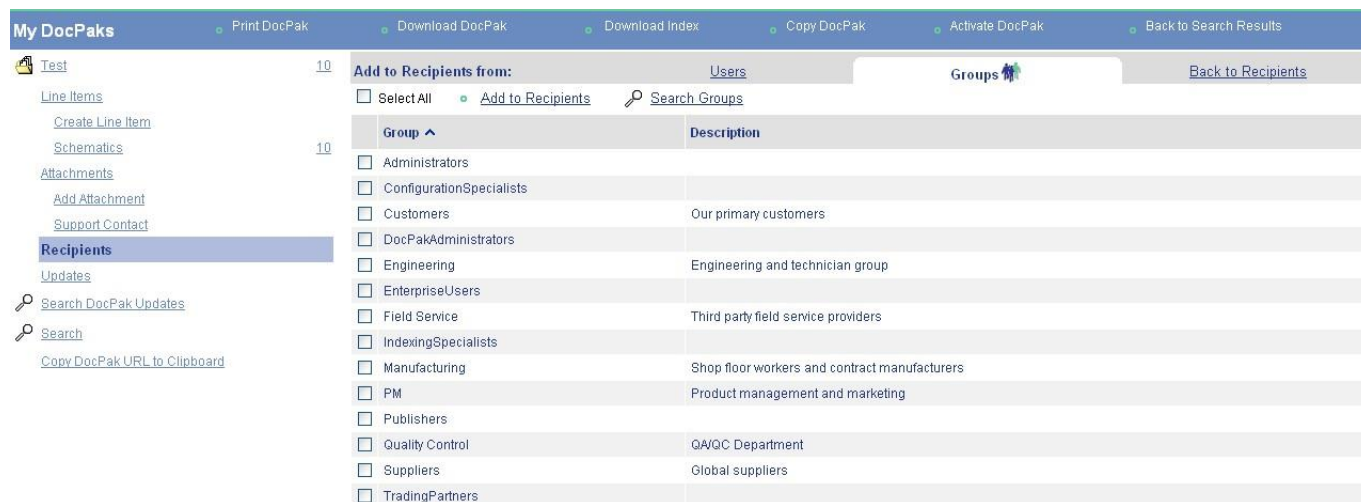 My DocPaks Print DocPak Download DocPak Download Index Copy DocPak Activate DocPak Back to Search Results
Test 10
Line Items
Create Line Item
Schematics 10
Attachments
Add Attachment
Support Contact
Recipients
Updates
Search DocPak Updates
Search
Copy DocPak URL to Clipboard
Add to Recipients from: Users Groups Back to Recipients
Select All Add to Recipients Search Groups
Group Description
Administrators
ConfigurationSpecialists
Customers Our primary customers
DocPakAdministrators
Engineering Engineering and technician group
EnterpriseUsers
Field Service Third party field service providers
IndexingSpecialists
Manufacturing Shop floor workers and contract manufacturers
PM Product management and marketing
Publishers
Quality Control QA/QC Department
Suppliers Global suppliers
TradingPartners